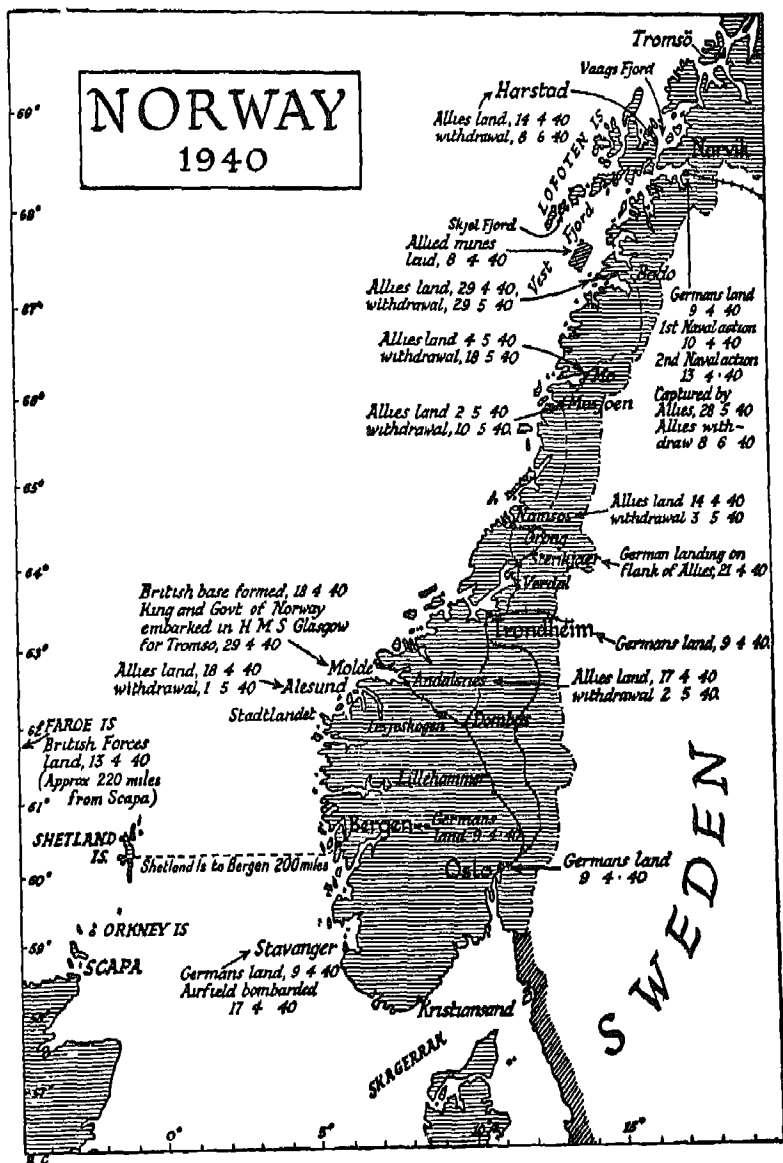 NORWAY
1940
Tromsö
Vaags Fjord
Harstad
Allies land, 14 4 40
withdrawal, 8 6 40
Narvik
LOFOTEN IS
Skjel Fjord
Vest Fjord
Allied mines
laid, 8 4 40
Allies land, 29 4 40,
withdrawal, 29 5 40
Bodo
Germans land
9 4 40
1st Naval action
10 4 40
2nd Naval action
13 4 · 40
Captured by
Allies, 28 5 40
Allies with-
draw 8 6 40
Allies land 4 5 40
withdrawal, 18 5 40
Mo
Mosjoen
Allies land 2 5 40
withdrawal, 10 5 40.
Namsos
Allies land 14 4 40
withdrawal 3 5 40
Grong
Steinkjaer
Verdal
German landing on
flank of Allies, 21 4 40
British base formed, 18 4 40
King and Govt of Norway
embarked in H M S Glasgow
for Tromso, 29 4 40
Trondheim
Germans land, 9 4 40.
Molde
Allies land, 18 4 40
withdrawal, 1 5 40
Alesund
Andalsnes
Allies land, 17 4 40
withdrawal 2 5 40.
Stadtlandet
Lesjeskogen
Dombås
FAROE IS
British Forces
land, 13 4 40
(Approx 220 miles
from Scapa)
Lillehammer
Bergen
Germans
land 9 4 40
SHETLAND
IS.
Shetland Is to Bergen 200 miles
Oslo
Germans land
9 4 · 40
ORKNEY IS
SCAPA
Stavanger
Germans land, 9 4 40
Airfield bombarded
17 4 40
Kristiansand
SKAGERRAK
SWEDEN
69°
68°
67°
66°
65°
64°
63°
62°
61°
60°
59°
58°
57°
0°
5°
10°
15°